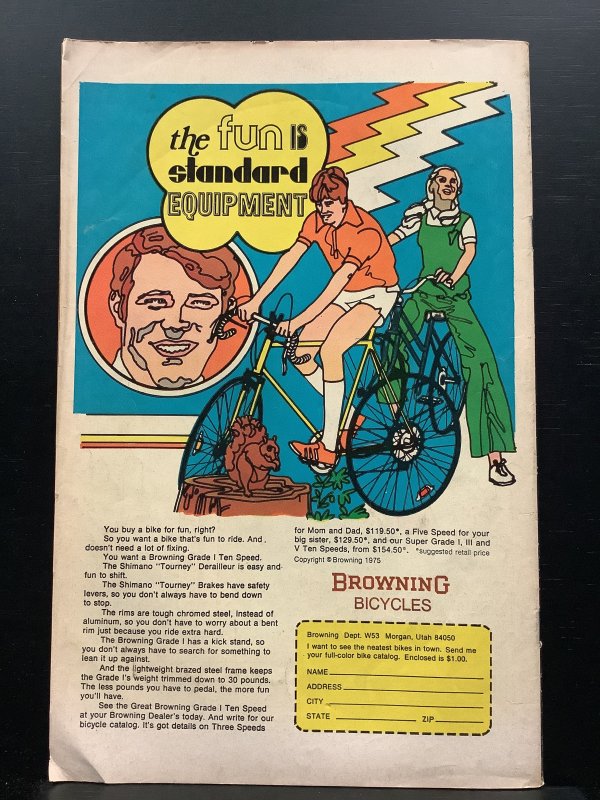 the fun IS
standard
EQUIPMENT
You buy a bike for fun, right?
So you want a bike that's fun to ride. And
doesn't need a lot of fixing.
You want a Browning Grade I Ten Speed.
The Shimano "Tourney" Derailleur is easy and
fun to shift.
The Shimano "Tourney" Brakes have safety
levers, so you don't always have to bend down
to stop.
The rims are tough chromed steel, instead of
aluminum, so you don't have to worry about a bent
rim just because you ride extra hard.
The Browning Grade I has a kick stand, so
you don't always have to search for something to
lean it up against.
And the lightweight brazed steel frame keeps
the Grade I's weight trimmed down to 30 pounds.
The less pounds you have to pedal, the more fun
you'll have.
See the Great Browning Grade I Ten Speed
at your Browning Dealer's today. And write for our
bicycle catalog. It's got details on Three Speeds
for Mom and Dad, $119.50*, a Five Speed for your
big sister, $129.50*, and our Super Grade I, III and
V Ten Speeds, from $154.50*. *suggested retail price
Copyright © Browning 1975
BROWNING
BICYCLES
Browning Dept. W53 Morgan, Utah 84050
I want to see the neatest bikes in town. Send me
your full-color bike catalog. Enclosed is $1.00.
NAME
ADDRESS
CITY
STATE ZIP